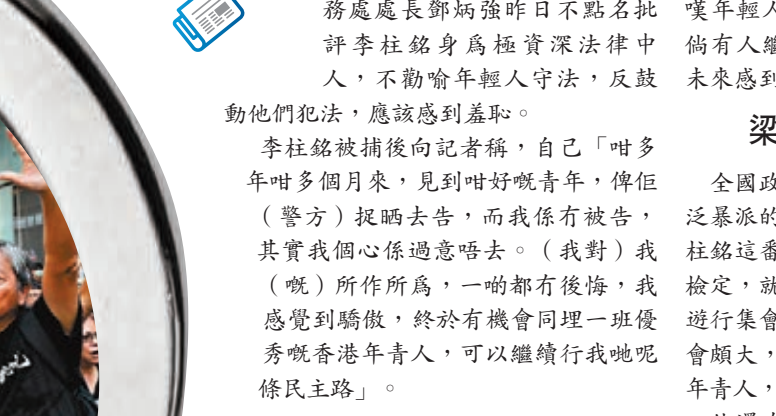 務處處長鄧炳強昨日不點名批
評李柱銘身爲極資深法律中
人，不勸喻年輕人守法，反鼓
動他們犯法，應該感到羞恥。
李柱銘被捕後向記者稱，自己「咁多
年咁多個月來，見到咁好嘅青年，俾佢
（警方）捉晒去告，而我係冇被告，
其實我個心係過意唔去。（我對）我
（嘅）所作所爲，一啲都冇後悔，我
感覺到驕傲，終於有機會同埋一班優
秀嘅香港年青人，可以繼續行我哋呢
條民主路」。
嘆年輕人
倘有人繼
未來感到
梁
全國政
泛暴派的
柱銘這番
檢定，就
遊行集會
會頗大，
年青人，